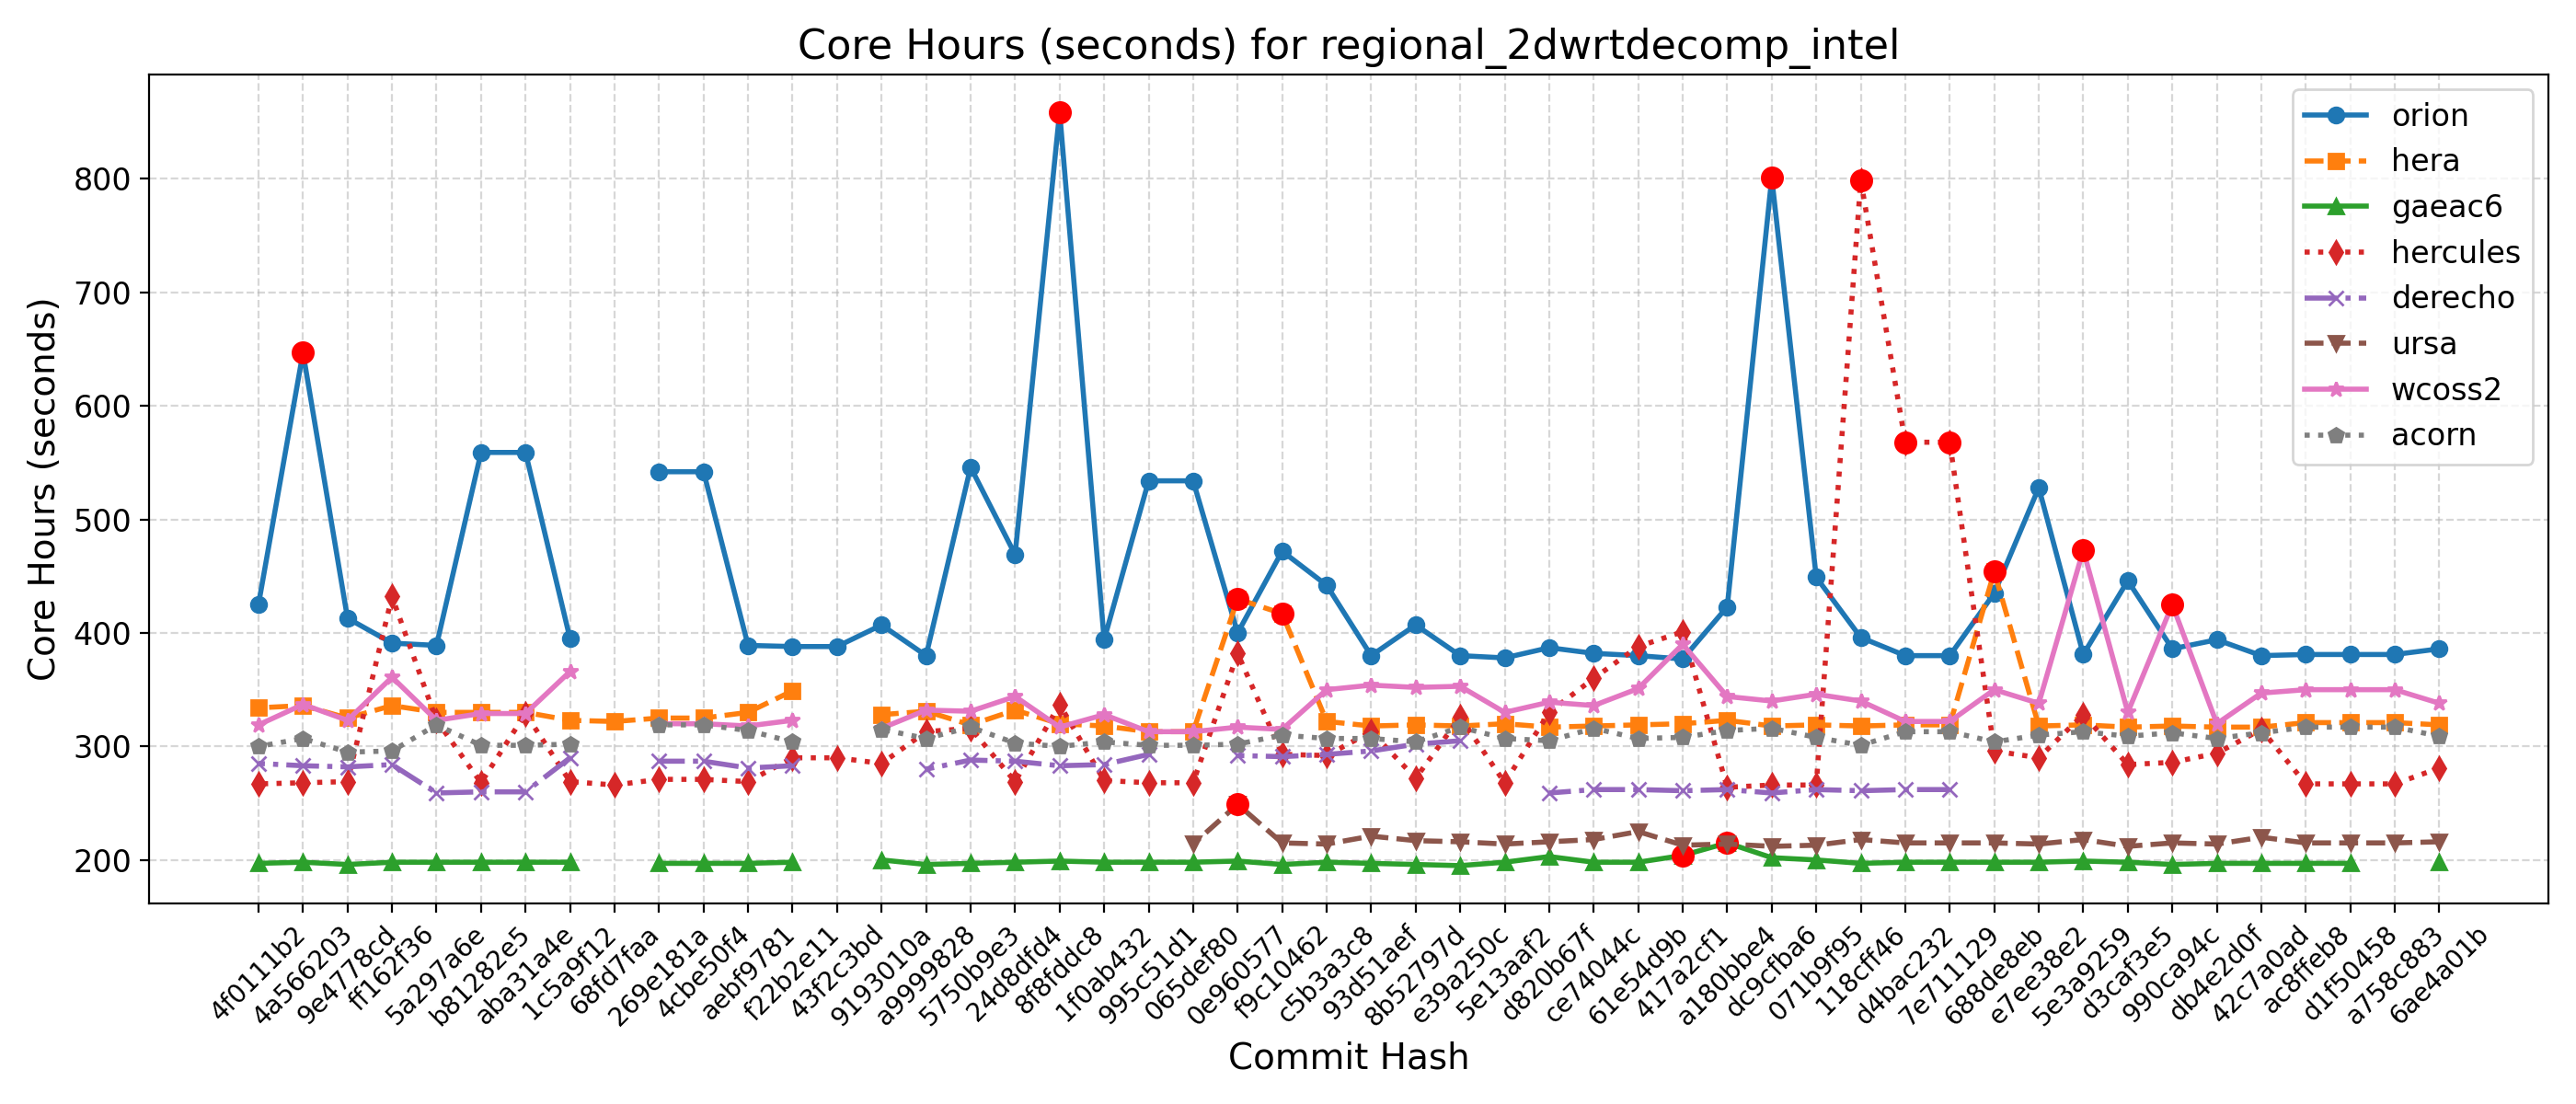 Core Hours (seconds) for regional_2dwrtdecomp_intel
Core Hours (seconds)
800
700
600
500
400
300
200
orion
hera
gaeac6
hercules
derecho
ursa
wcoss2
acorn
4f0111b2
4a566203
9e4778cd
ff162f36
5a297a6e
b81282e5
aba31a4e
1c5a9f12
68fd7faa
269e181a
4cbe50f4
aebf9781
f22b2e11
43f2c3bd
9193010a
a9999828
5750b9e3
24d8dfd4
8f8fddc8
1f0ab432
995c51d1
065def80
0e960577
f9c10462
c5b3a3c8
93d51aef
8b52797d
e39a250c
5e13aaf2
d820b67f
ce74044c
61e54d9b
417a2cf1
a180bbe4
dc9cfba6
071b9f95
118cff46
d4bac232
7e711129
688de8eb
e7ee38e2
5e3a9259
d3caf3e5
990ca94c
db4e2d0f
42c7a0ad
ac8ffeb8
d1f50458
a758c883
6ae4a01b
Commit Hash